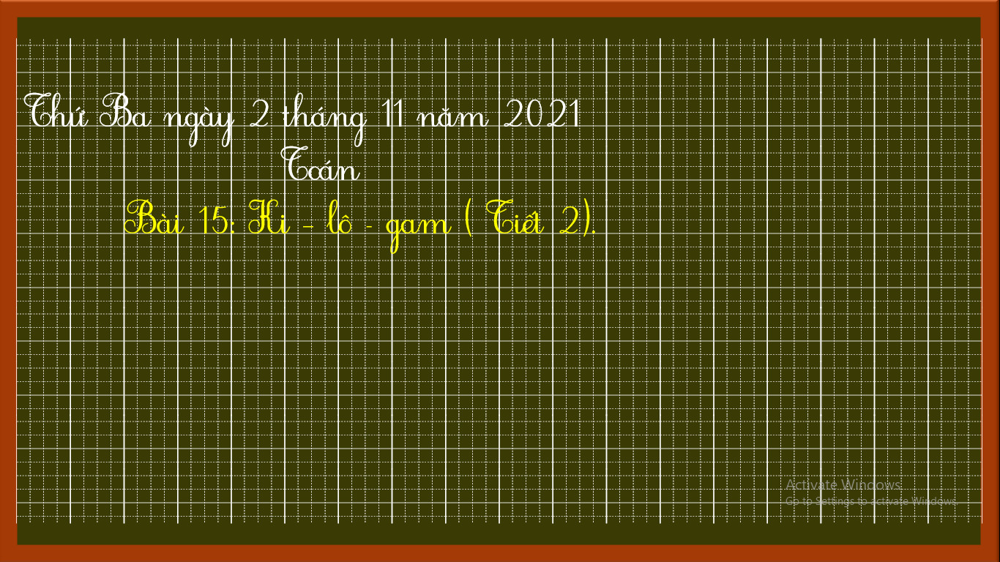 Thứ Ba ngày 2 tháng 11 năm 2021
Toán
Bài 15: Ki – lô - gam ( Tiết 2).
Activate Windows
Go to Settings to activate Windows.